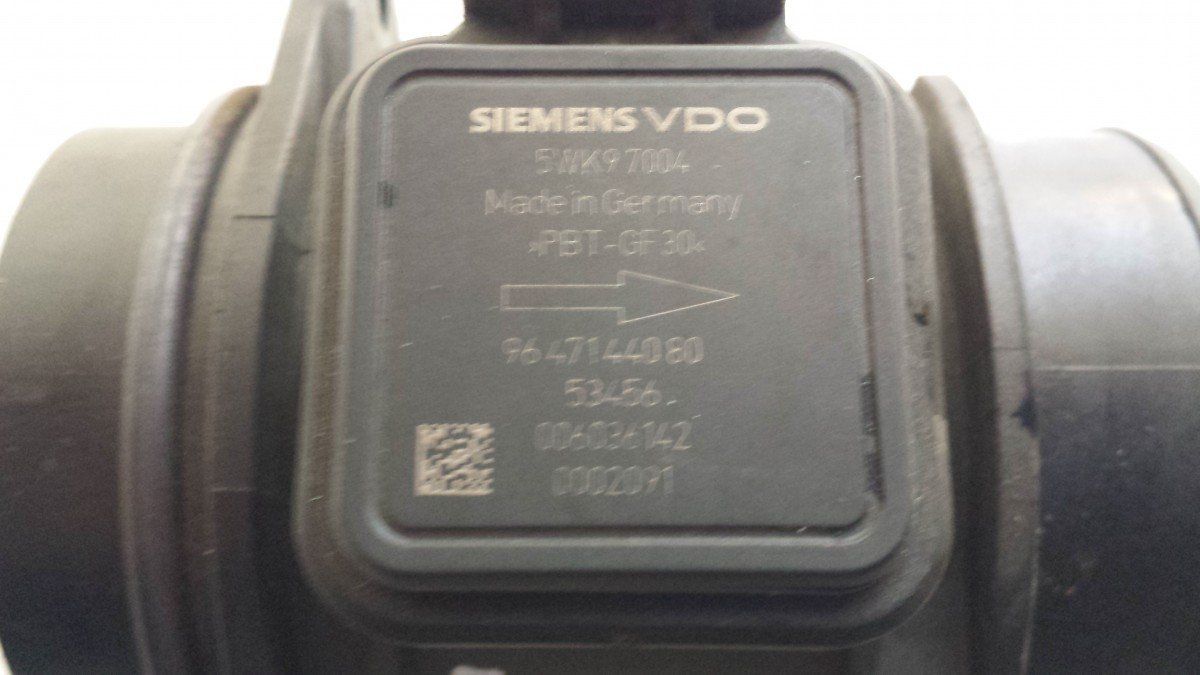 SIEMENS VDO
5WK9 7004
Made in Germany
»PBT-GF30«
9647144080
53456
006036142
0002091